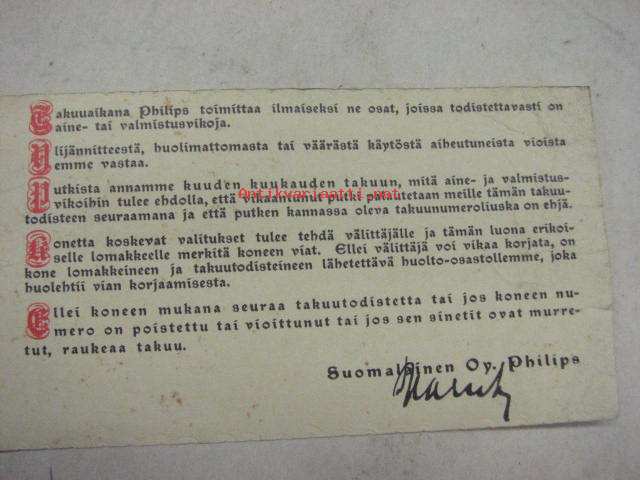 Takuuaikana Philips toimittaa ilmaiseksi ne osat, joissa todistettavasti on
aine- tai valmistusvikoja.
Ylijännitteestä, huolimattomasta tai väärästä käytöstä aiheutuneista vioista
emme vastaa.
Putkista annamme kuuden kuukauden takuun, mitä aine- ja valmistus-
vikoihin tulee ehdolla, että vikaantunut putki palautetaan meille tämän takuu-
todisteen seuraamana ja että putken kannassa oleva takuunumeroliuska on ehjä.
Konetta koskevat valitukset tulee tehdä välittäjälle ja tämän luona erikoi-
selle lomakkeelle merkitä koneen viat. Ellei välittäjä voi vikaa korjata, on
kone lomakkeineen ja takuutodisteineen lähetettävä huolto-osastollemme, joka
huolehtii vian korjaamisesta.
Ellei koneen mukana seuraa takuutodistetta tai jos koneen nu-
mero on poistettu tai vioittunut tai jos sen sinetit ovat murre-
tut, raukeaa takuu.
Suomalainen Oy. Philips